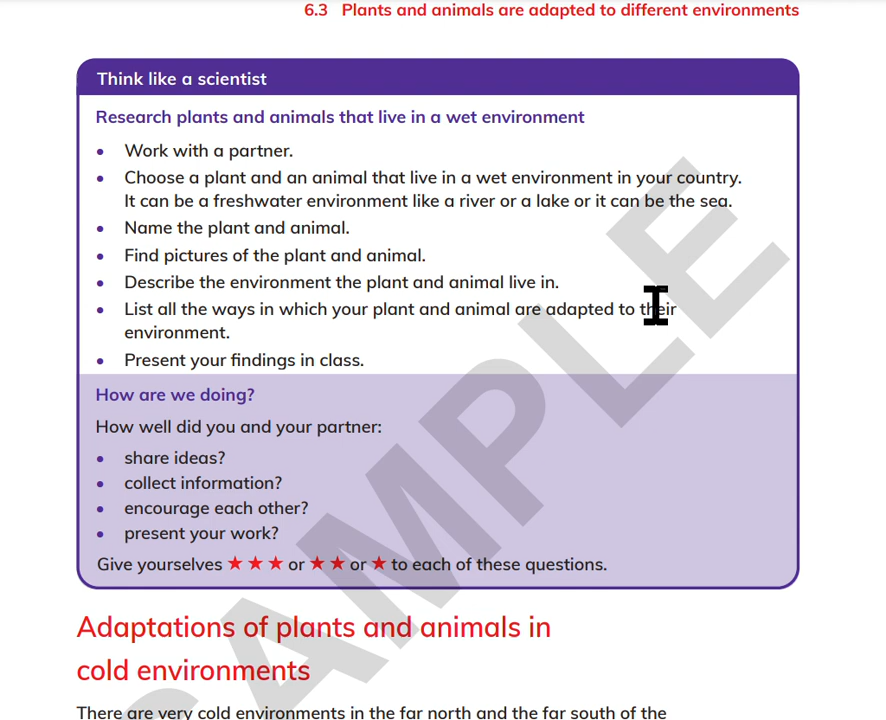 6.3 Plants and animals are adapted to different environments
Think like a scientist
Research plants and animals that live in a wet environment
• Work with a partner.
• Choose a plant and an animal that live in a wet environment in your country.
It can be a freshwater environment like a river or a lake or it can be the sea.
• Name the plant and animal.
• Find pictures of the plant and animal.
• Describe the environment the plant and animal live in.
• List all the ways in which your plant and animal are adapted to their
environment.
• Present your findings in class.
How are we doing?
How well did you and your partner:
• share ideas?
• collect information?
• encourage each other?
• present your work?
Give yourselves ★ ★ ★ or ★ ★ or ★ to each of these questions.
Adaptations of plants and animals in
cold environments
There are very cold environments in the far north and the far south of the
SAMPLE